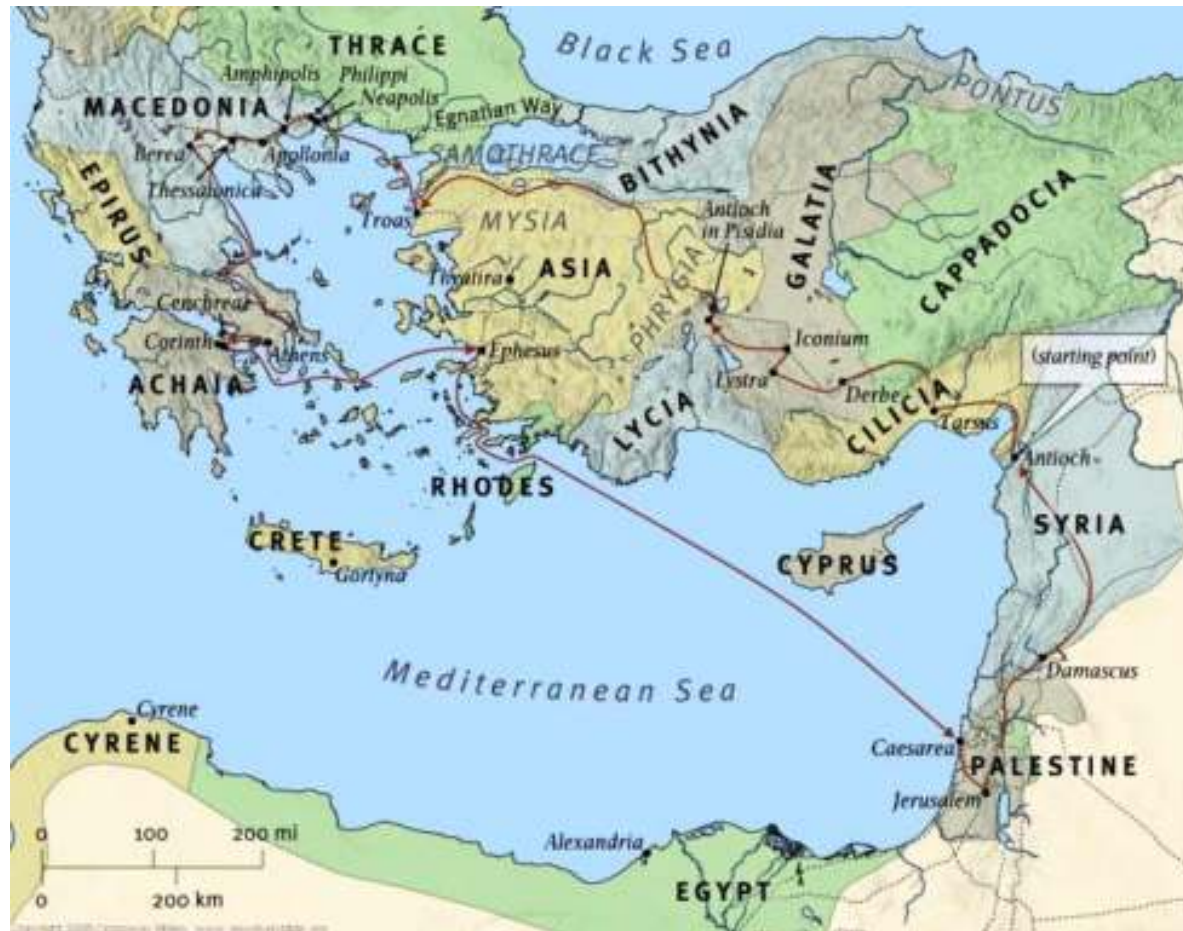 Black Sea
THRACE
PONTUS
Amphipolis
Philippi
Neapolis
MACEDONIA
Egnatian Way
Berea
Apollonia
SAMOTHRACE
BITHYNIA
Thessalonica
EPIRUS
Troas
MYSIA
Antioch
in Pisidia
GALATIA
CAPPADOCIA
Thyatira
ASIA
PHRYGIA
Cenchreae
Corinth
Athens
Ephesus
Iconium
(starting point)
ACHAIA
Lystra
Derbe
LYCIA
CILICIA
Tarsus
Antioch
RHODES
SYRIA
CRETE
Gortyna
CYPRUS
Mediterranean Sea
Damascus
Cyrene
CYRENE
Caesarea
PALESTINE
Jerusalem
0 100 200 mi
Alexandria
EGYPT
0 200 km